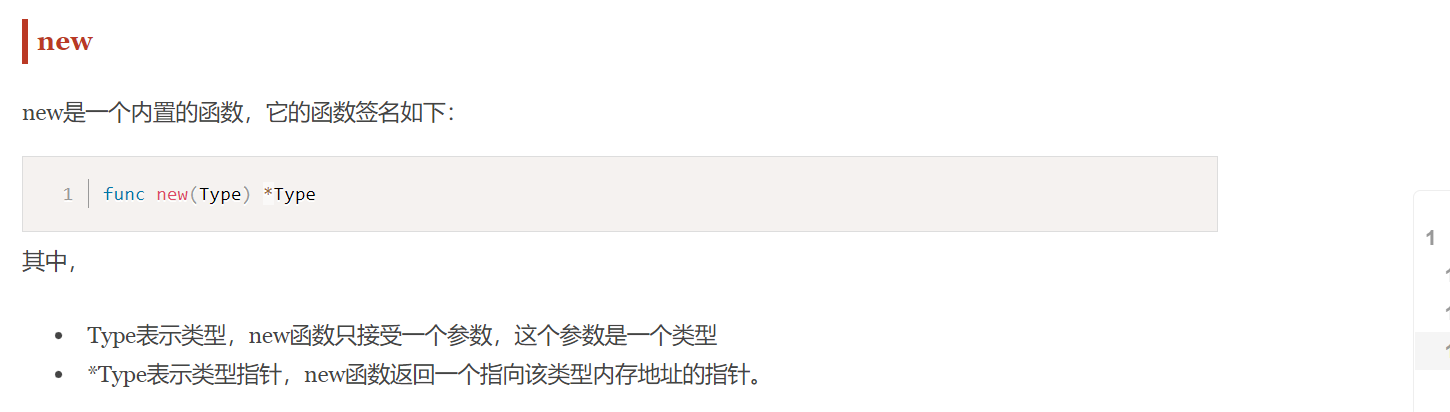 new
new是一个内置的函数，它的函数签名如下：
1 func new(Type) *Type
其中，
1
• Type表示类型，new函数只接受一个参数，这个参数是一个类型
• *Type表示类型指针，new函数返回一个指向该类型内存地址的指针。